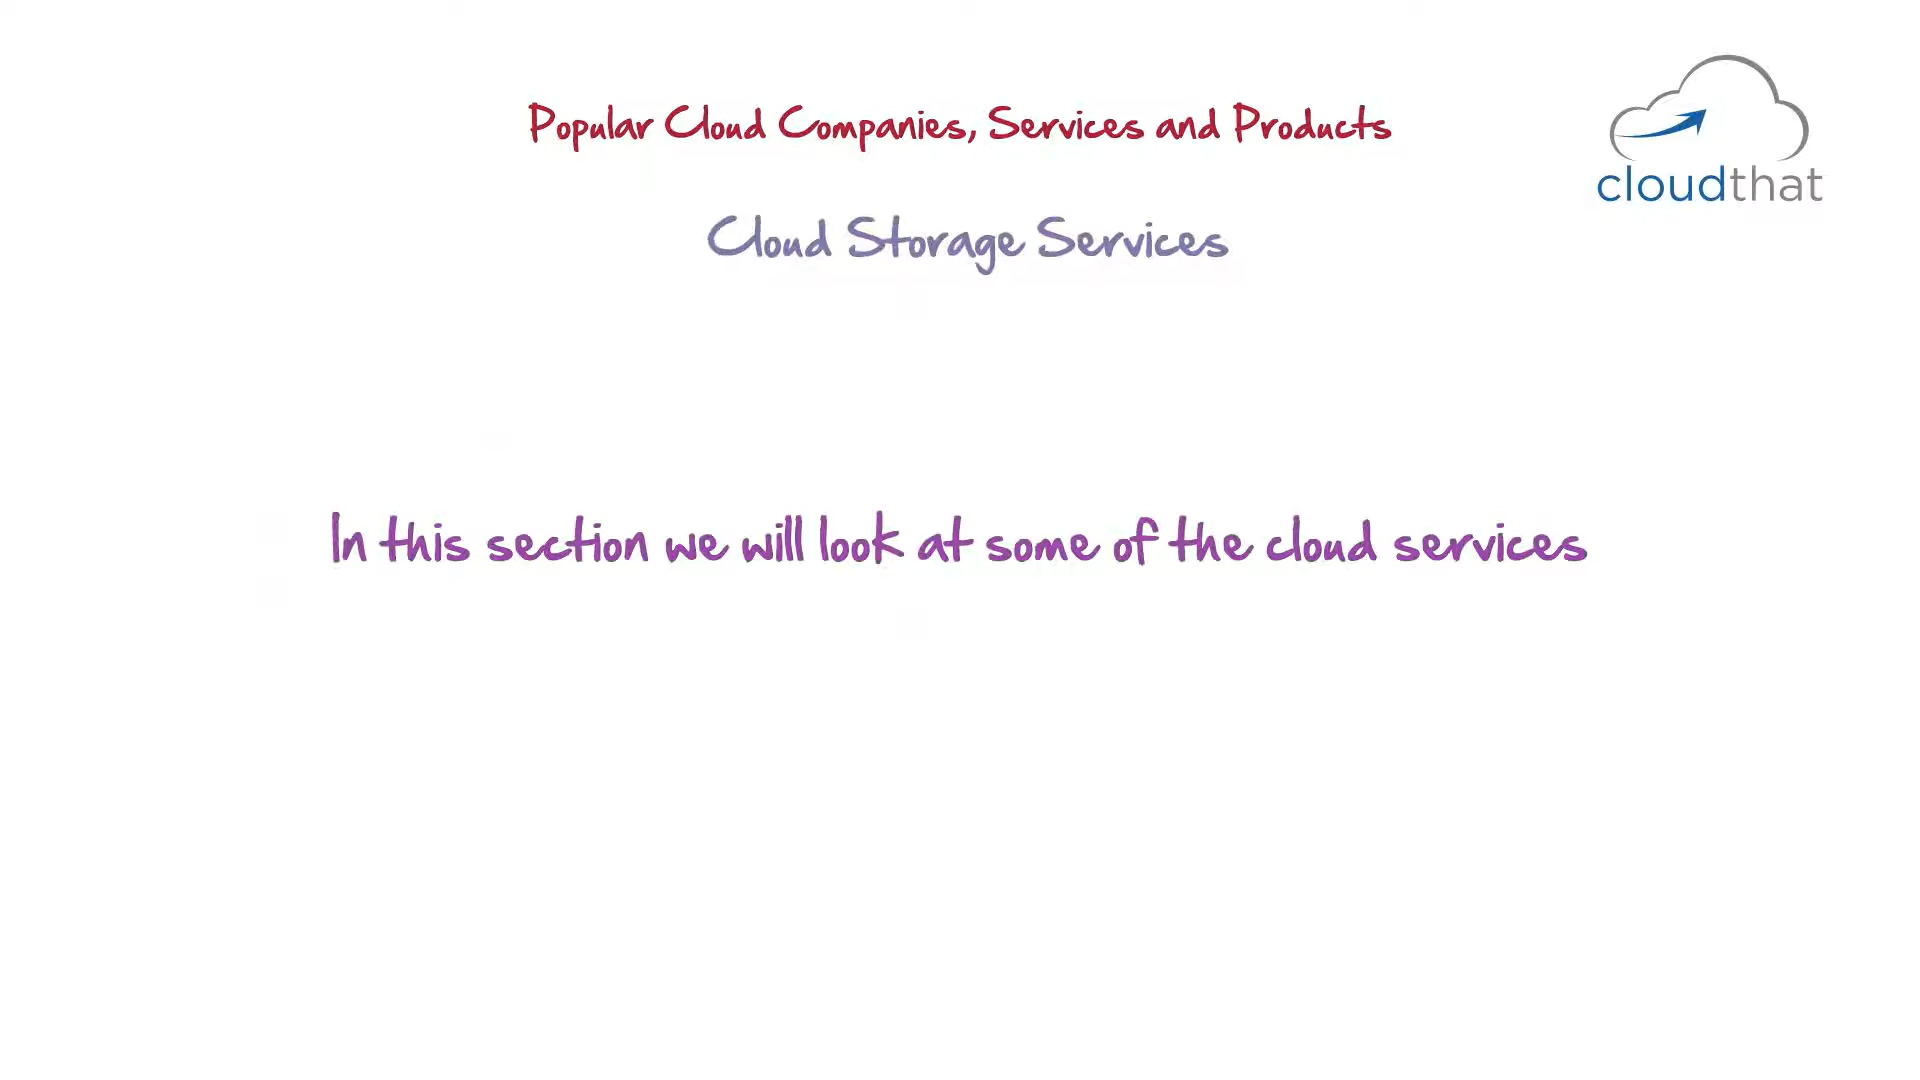 Popular Cloud Companies, Services and Products
cloudthat
Cloud Storage Services
In this section we will look at some of the cloud services